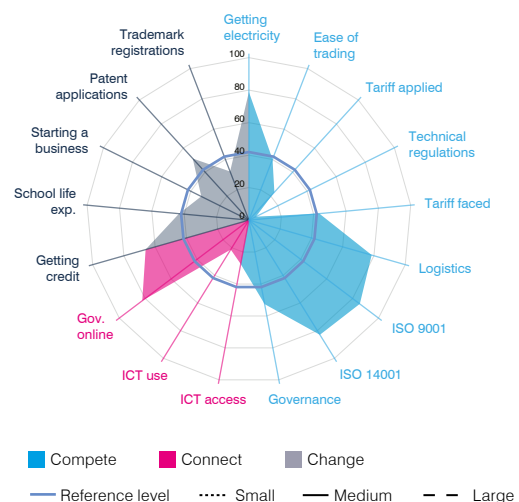 Getting
electricity
Ease of
trading
Tariff applied
Technical
regulations
Tariff faced
Logistics
ISO 9001
ISO 14001
Governance
ICT access
ICT use
Gov.
online
Getting
credit
School life
exp.
Starting a
business
Patent
applications
Trademark
registrations
100
80
60
40
20
0
Compete
Connect
Change
Reference level
Small
Medium
Large